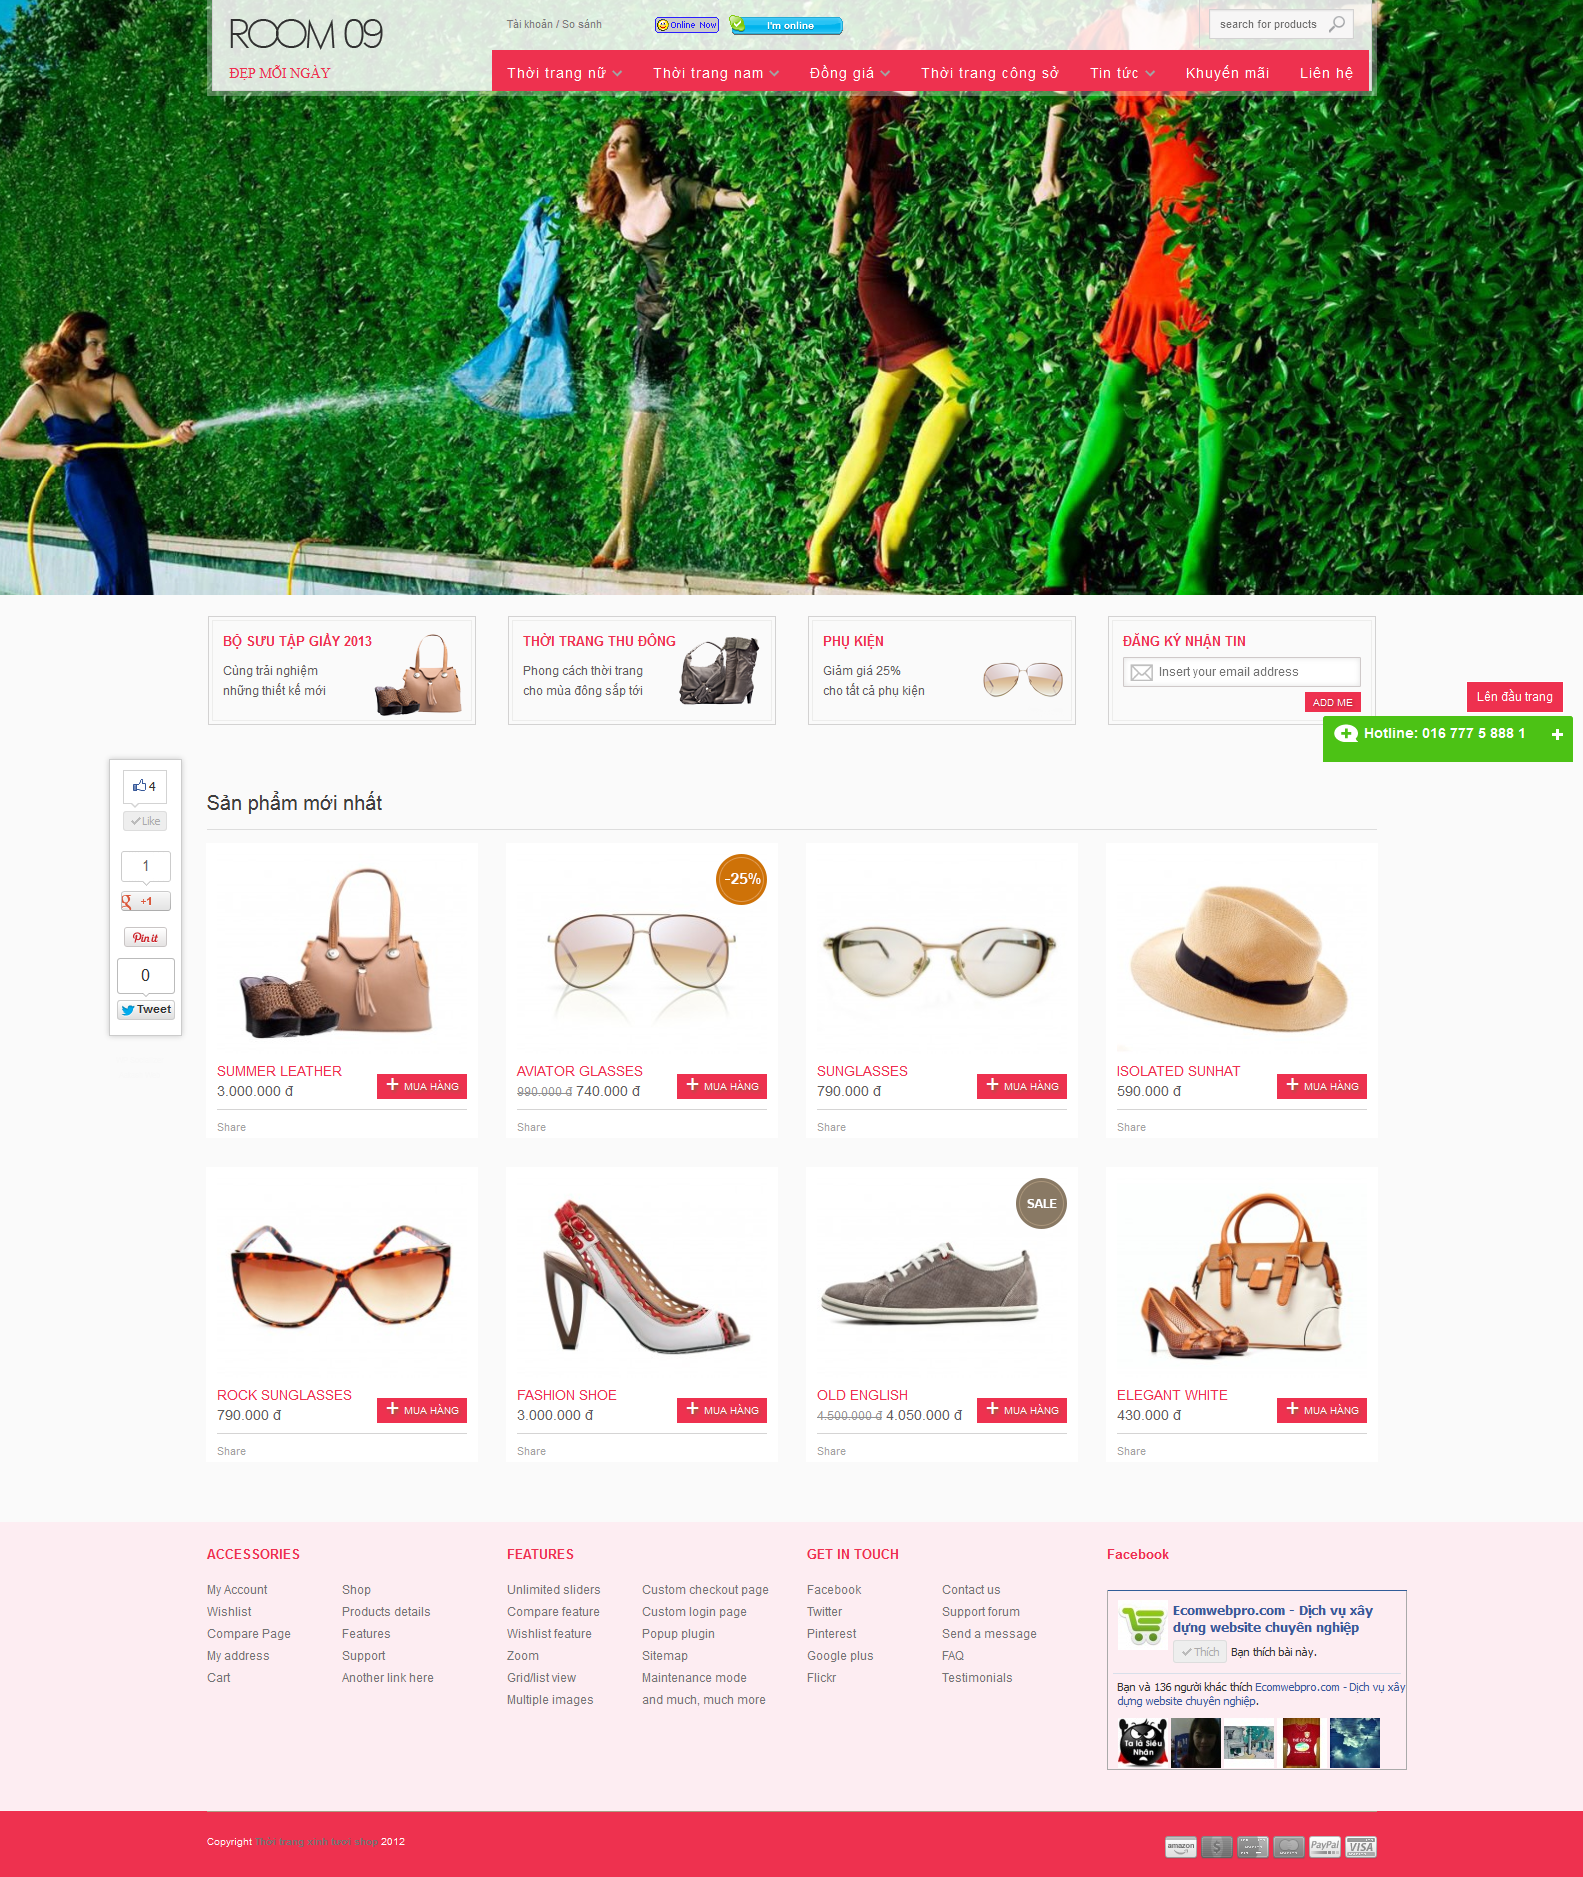 ROOM 09
ĐẸP MỖI NGÀY
Tài khoản / So sánh
Online Now
I'm online
search for products
Thời trang nữ
Thời trang nam
Đồng giá
Thời trang công sở
Tin tức
Khuyến mãi
Liên hệ
BỘ SƯU TẬP GIẦY 2013
Cùng trải nghiệm
những thiết kế mới
THỜI TRANG THU ĐÔNG
Phong cách thời trang
cho mùa đông sắp tới
PHỤ KIỆN
Giảm giá 25%
cho tất cả phụ kiện
ĐĂNG KÝ NHẬN TIN
Insert your email address
ADD ME
Lên đầu trang
Hotline: 016 777 5 888 1
4
Like
1
+1
Pin it
0
Tweet
Sản phẩm mới nhất
SUMMER LEATHER
3.000.000 đ
MUA HÀNG
Share
-25%
AVIATOR GLASSES
990.000 đ 740.000 đ
MUA HÀNG
Share
SUNGLASSES
790.000 đ
MUA HÀNG
Share
ISOLATED SUNHAT
590.000 đ
MUA HÀNG
Share
ROCK SUNGLASSES
790.000 đ
MUA HÀNG
Share
FASHION SHOE
3.000.000 đ
MUA HÀNG
Share
SALE
OLD ENGLISH
4.500.000 đ 4.050.000 đ
MUA HÀNG
Share
ELEGANT WHITE
430.000 đ
MUA HÀNG
Share
ACCESSORIES
My Account
Wishlist
Compare Page
My address
Cart
Shop
Products details
Features
Support
Another link here
FEATURES
Unlimited sliders
Compare feature
Wishlist feature
Zoom
Grid/list view
Multiple images
Custom checkout page
Custom login page
Popup plugin
Sitemap
Maintenance mode
and much, much more
GET IN TOUCH
Facebook
Twitter
Pinterest
Google plus
Flickr
Contact us
Support forum
Send a message
FAQ
Testimonials
Facebook
Ecomwebpro.com - Dịch vụ xây
dựng website chuyên nghiệp
Thích
Bạn thích bài này.
Bạn và 136 người khác thích Ecomwebpro.com - Dịch vụ xây
dựng website chuyên nghiệp.
Ta là Siêu
Nhân
Copyright
2012
amazon
PayPal
VISA